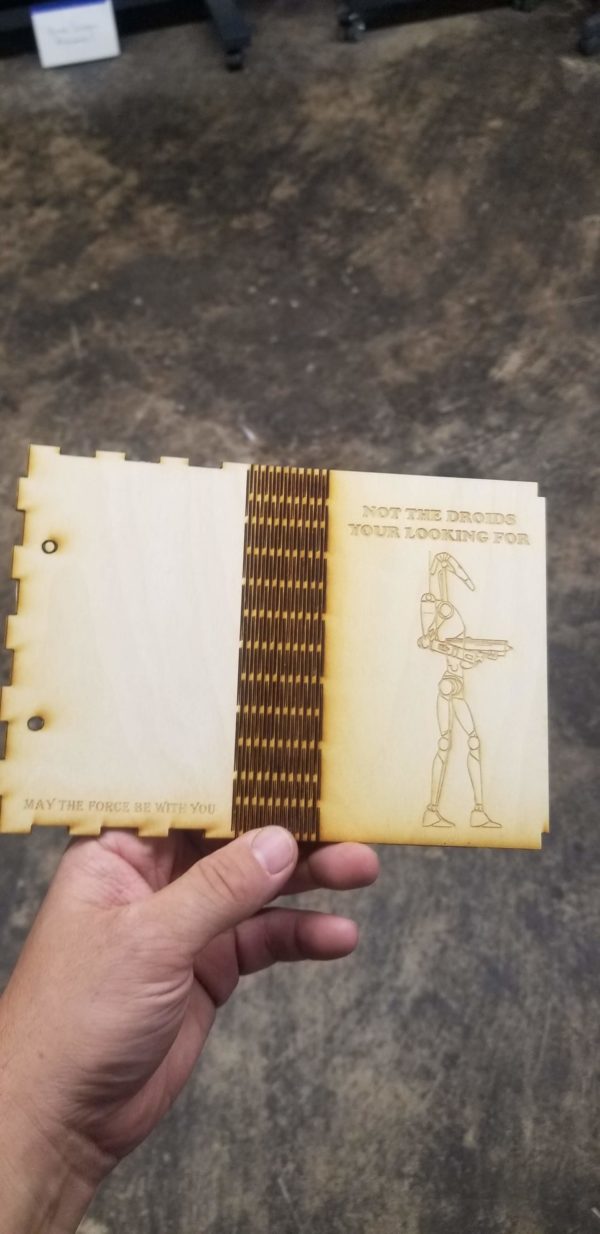 NOT THE DROIDS
YOUR LOOKING FOR
MAY THE FORCE BE WITH YOU